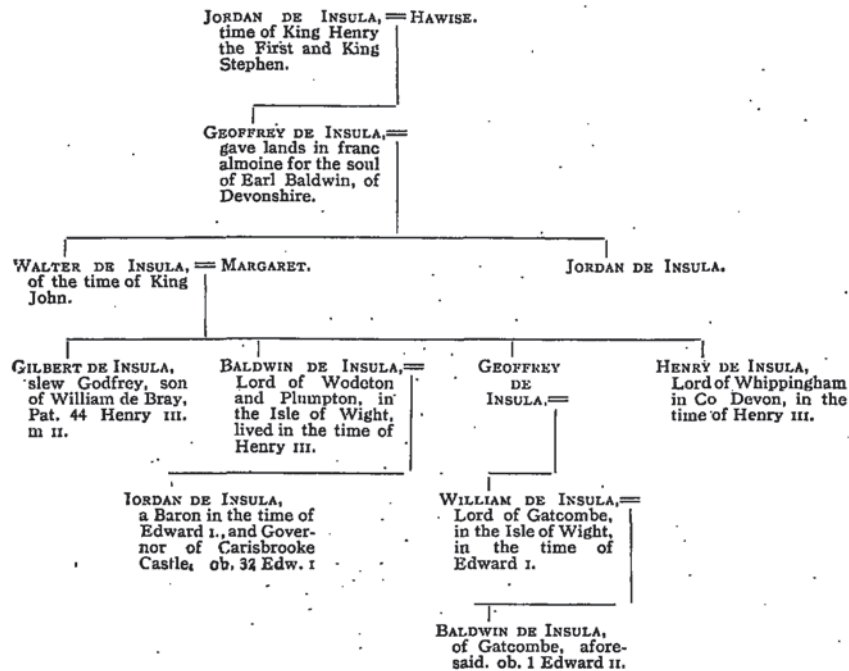 JORDAN DE INSULA, = HAWISE.
time of King Henry
the First and King
Stephen.
GEOFFREY DE INSULA, =
gave lands in franc
almoine for the soul
of Earl Baldwin, of
Devonshire.
WALTER DE INSULA, = MARGARET.
of the time of King
John.
JORDAN DE INSULA.
GILBERT DE INSULA,
slew Godfrey, son
of William de Bray,
Pat. 44 Henry III.
m II.
BALDWIN DE INSULA, =
Lord of Wodoton
and Plumpton, in
the Isle of Wight,
lived in the time of
Henry III.
GEOFFREY
DE
INSULA, =
HENRY DE INSULA,
Lord of Whippingham
in Co Devon, in the
time of Henry III.
JORDAN DE INSULA,
a Baron in the time of
Edward I., and Gover-
nor of Carisbrooke
Castle, ob. 32 Edw. I
WILLIAM DE INSULA, =
Lord of Gatcombe,
in the Isle of Wight,
in the time of
Edward I.
BALDWIN DE INSULA,
of Gatcombe, afore-
said. ob. 1 Edward II.